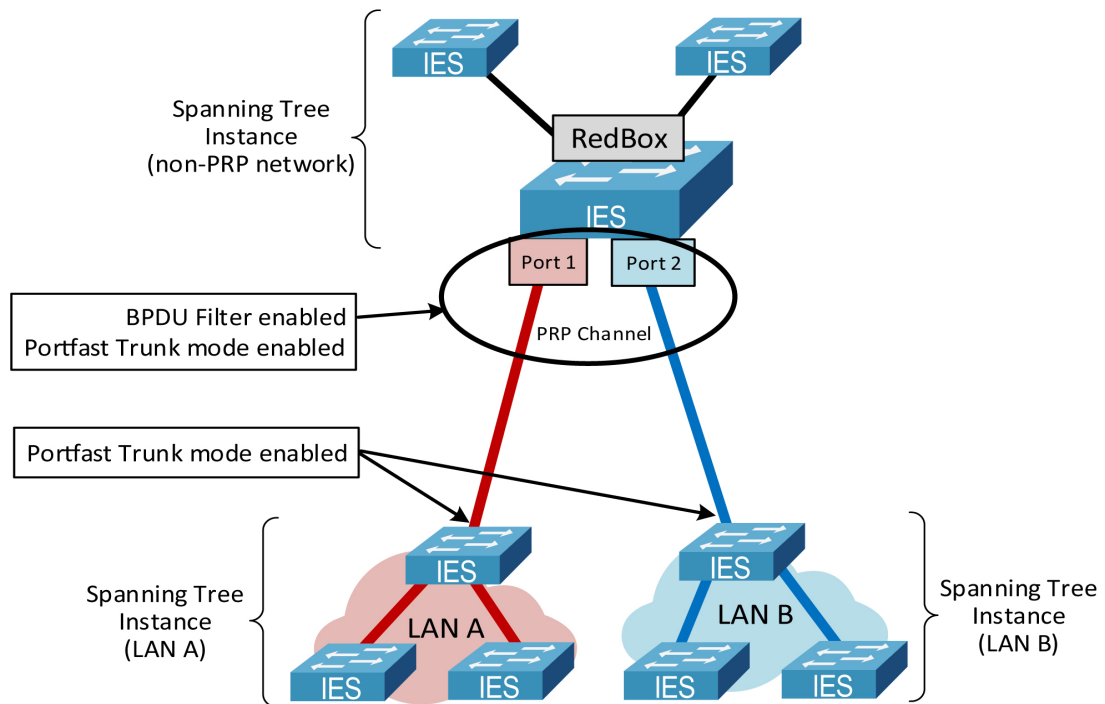 IES
IES
Spanning Tree
Instance
(non-PRP network)
RedBox
IES
Port 1
Port 2
BPDU Filter enabled
Portfast Trunk mode enabled
PRP Channel
Portfast Trunk mode enabled
IES
IES
Spanning Tree
Instance
(LAN A)
LAN A
LAN B
Spanning Tree
Instance
(LAN B)
IES
IES
IES
IES